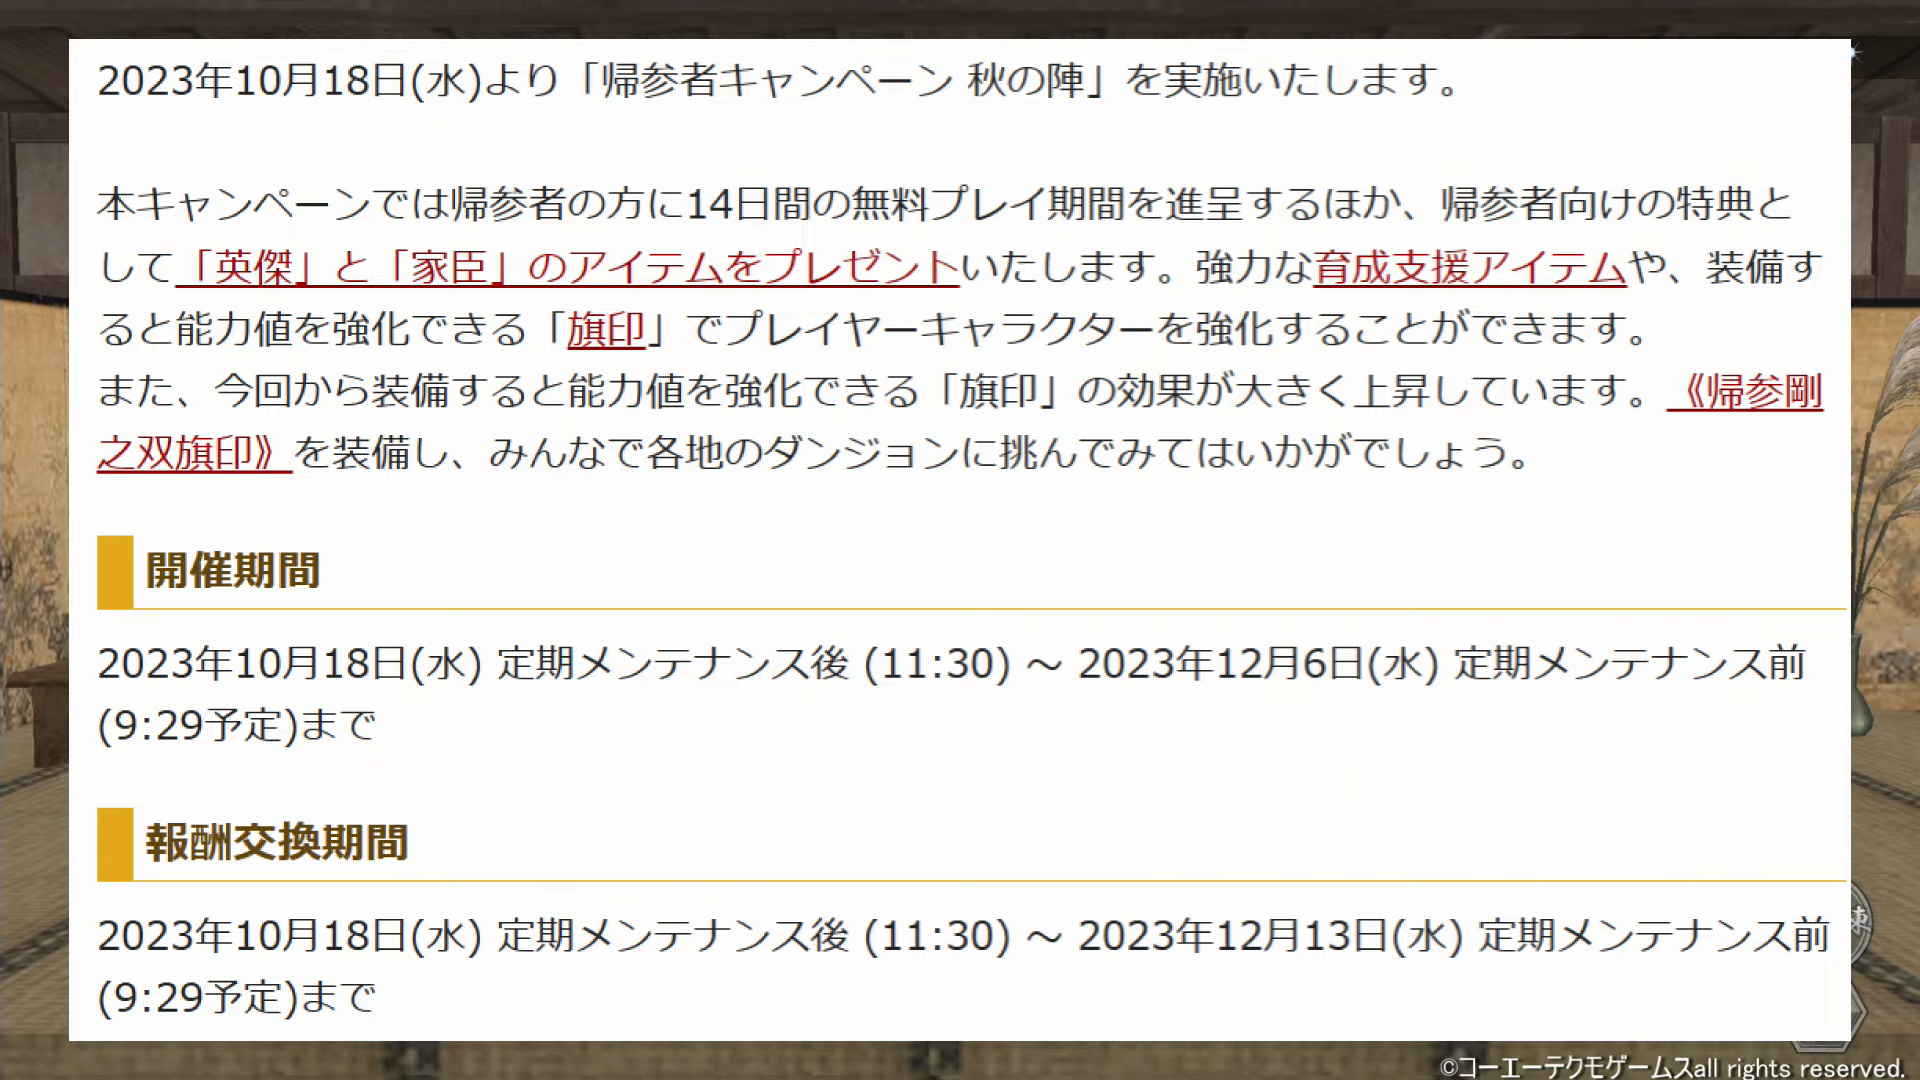 2023年10月18日(水)より「帰参者キャンペーン 秋の陣」を実施いたします。
本キャンペーンでは帰参者の方に14日間の無料プレイ期間を進呈するほか、帰参者向けの特典と
して「英傑」と「家臣」のアイテムをプレゼントいたします。強力な育成支援アイテムや、装備す
ると能力値を強化できる「旗印」でプレイヤーキャラクターを強化することができます。
また、今回から装備すると能力値を強化できる「旗印」の効果が大きく上昇しています。《帰参剛
之双旗印》を装備し、みんなで各地のダンジョンに挑んでみてはいかがでしょう。
開催期間
2023年10月18日(水) 定期メンテナンス後 (11:30) ～ 2023年12月6日(水) 定期メンテナンス前
(9:29予定)まで
報酬交換期間
2023年10月18日(水) 定期メンテナンス後 (11:30) ～ 2023年12月13日(水) 定期メンテナンス前
(9:29予定)まで
©コーエーテクモゲームスall rights reserved.